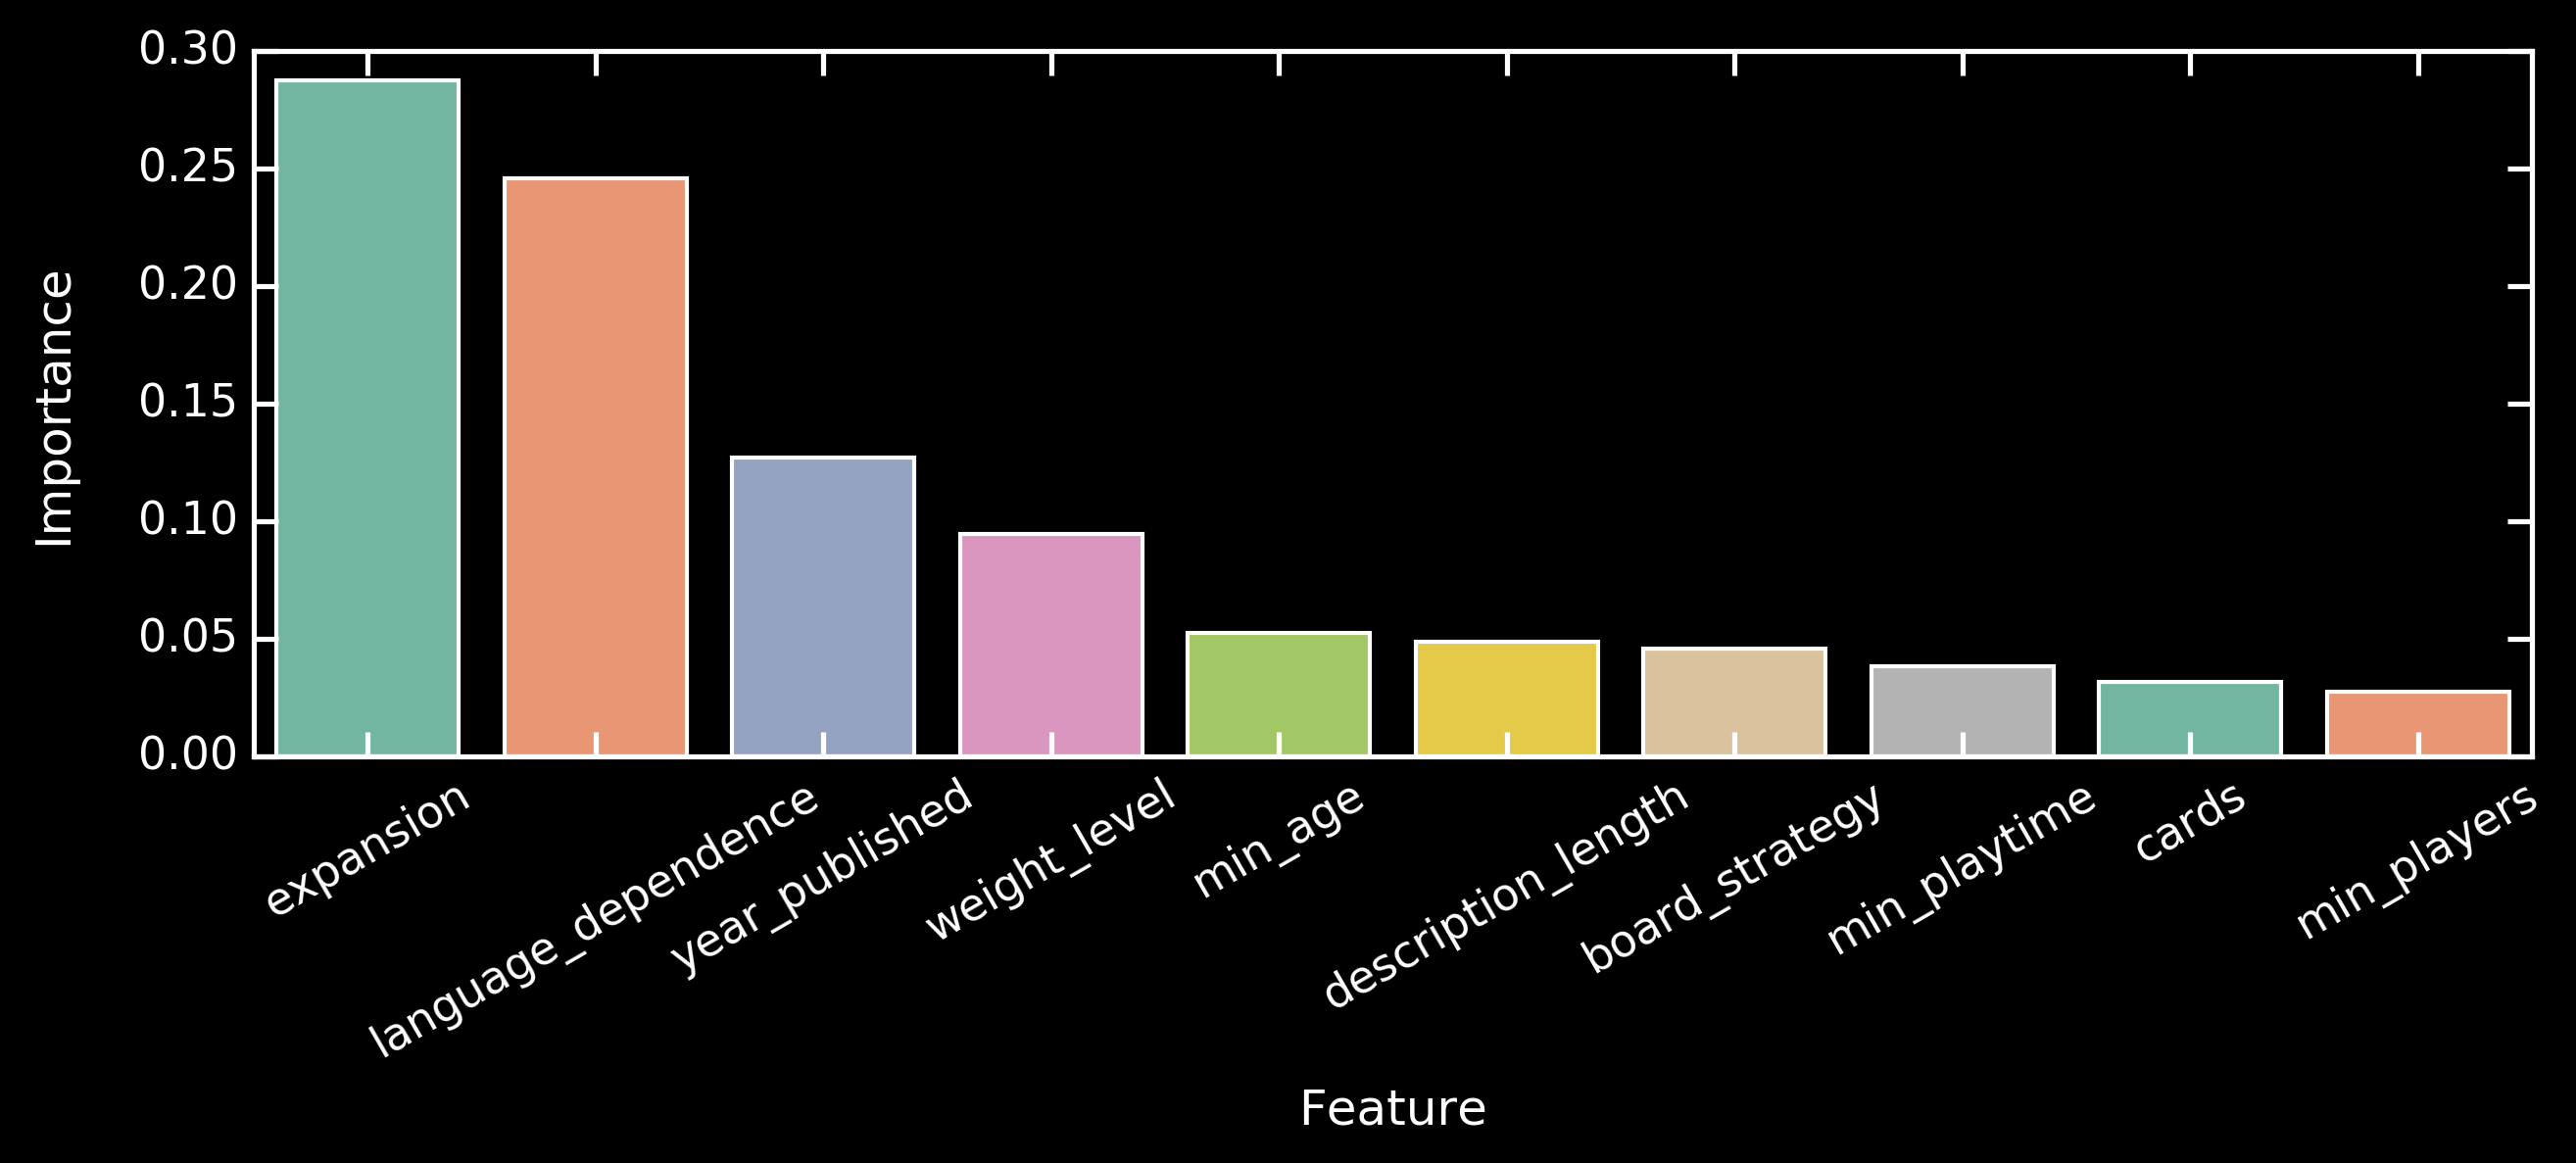 0.30
0.25
0.20
0.15
0.10
0.05
0.00
Importance
expansion
language_dependence
year_published
weight_level
min_age
description_length
board_strategy
min_playtime
cards
min_players
Feature